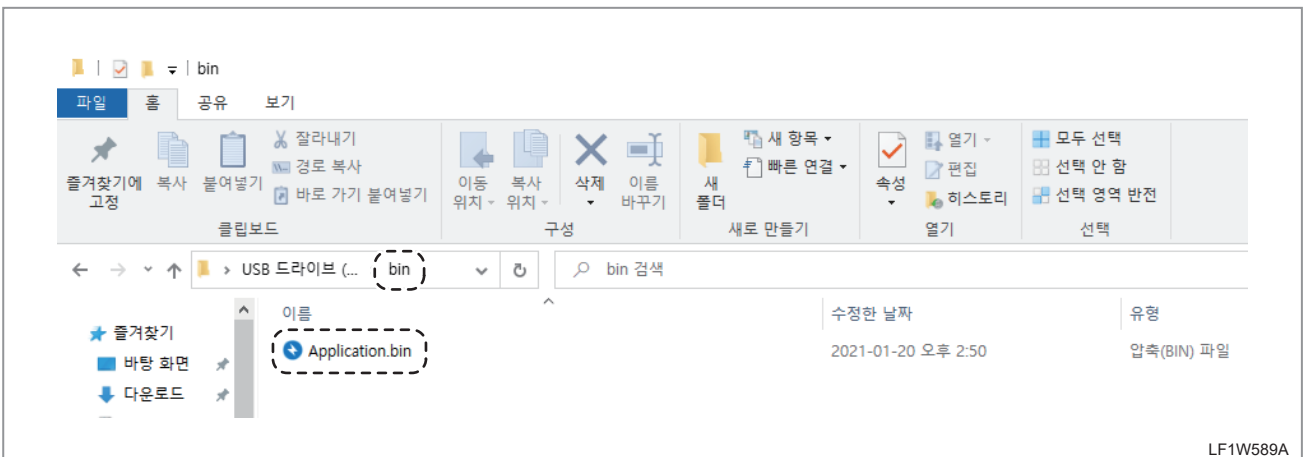 bin
파일 홈 공유 보기
잘라내기
경로 복사
바로 가기 붙여넣기
즐겨찾기에
고정
복사
붙여넣기
클립보드
이동
위치
복사
위치
삭제
이름
바꾸기
구성
새
폴더
새 항목
빠른 연결
새로 만들기
속성
열기
편집
히스토리
열기
모두 선택
선택 안 함
선택 영역 반전
선택
USB 드라이브 (... bin
bin 검색
이름 수정한 날짜 유형
즐겨찾기
바탕 화면
다운로드
Application.bin 2021-01-20 오후 2:50 압축(BIN) 파일
LF1W589A